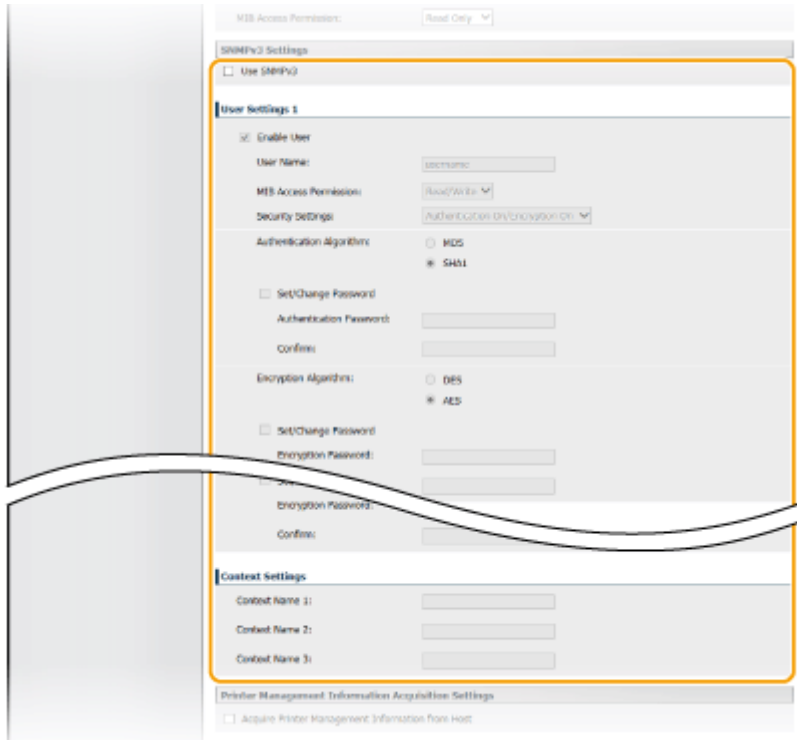 MIB Access Permission: Read Only
SNMPv3 Settings
Use SNMPv3
User Settings 1
Enable User
User Name: username
MIB Access Permission: Read/Write
Security Settings: Authentication On/Encryption On
Authentication Algorithm: MD5
SHA1
Set/Change Password
Authentication Password:
Confirm:
Encryption Algorithm: DES
AES
Set/Change Password
Encryption Password:
Encryption Password:
Confirm:
Context Settings
Context Name 1:
Context Name 2:
Context Name 3:
Printer Management Information Acquisition Settings
Acquire Printer Management Information from Host